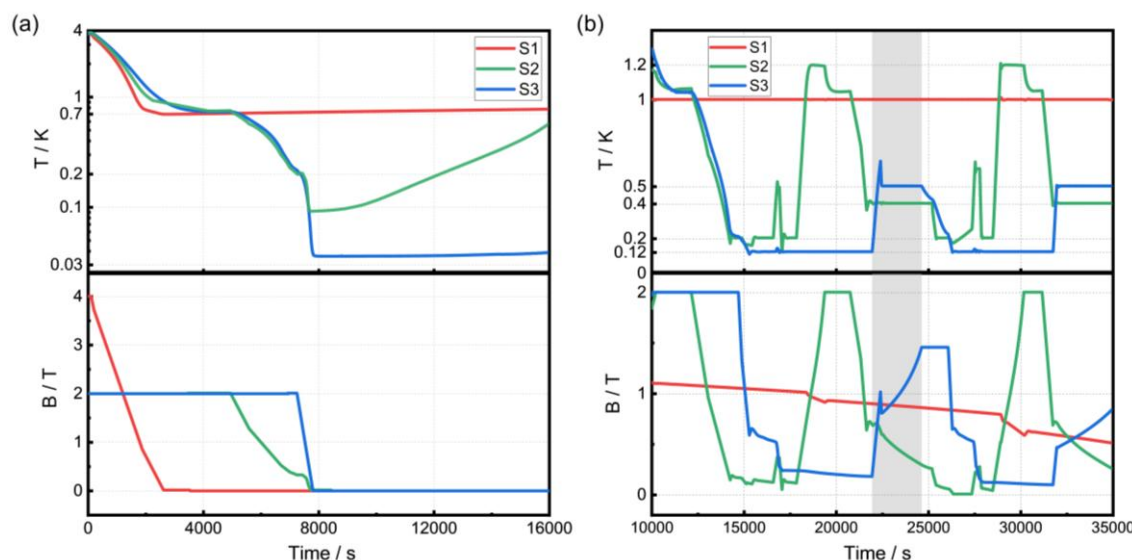 (a)
4
1
0.7
0.2
0.1
0.03
T / K
S1
S2
S3
4
3
2
1
0
B / T
0
4000
8000
12000
16000
Time / s
(b)
1.2
1
0.5
0.4
0.2
0.12
0
T / K
S1
S2
S3
2
1
0
B / T
10000
15000
20000
25000
30000
35000
Time / s